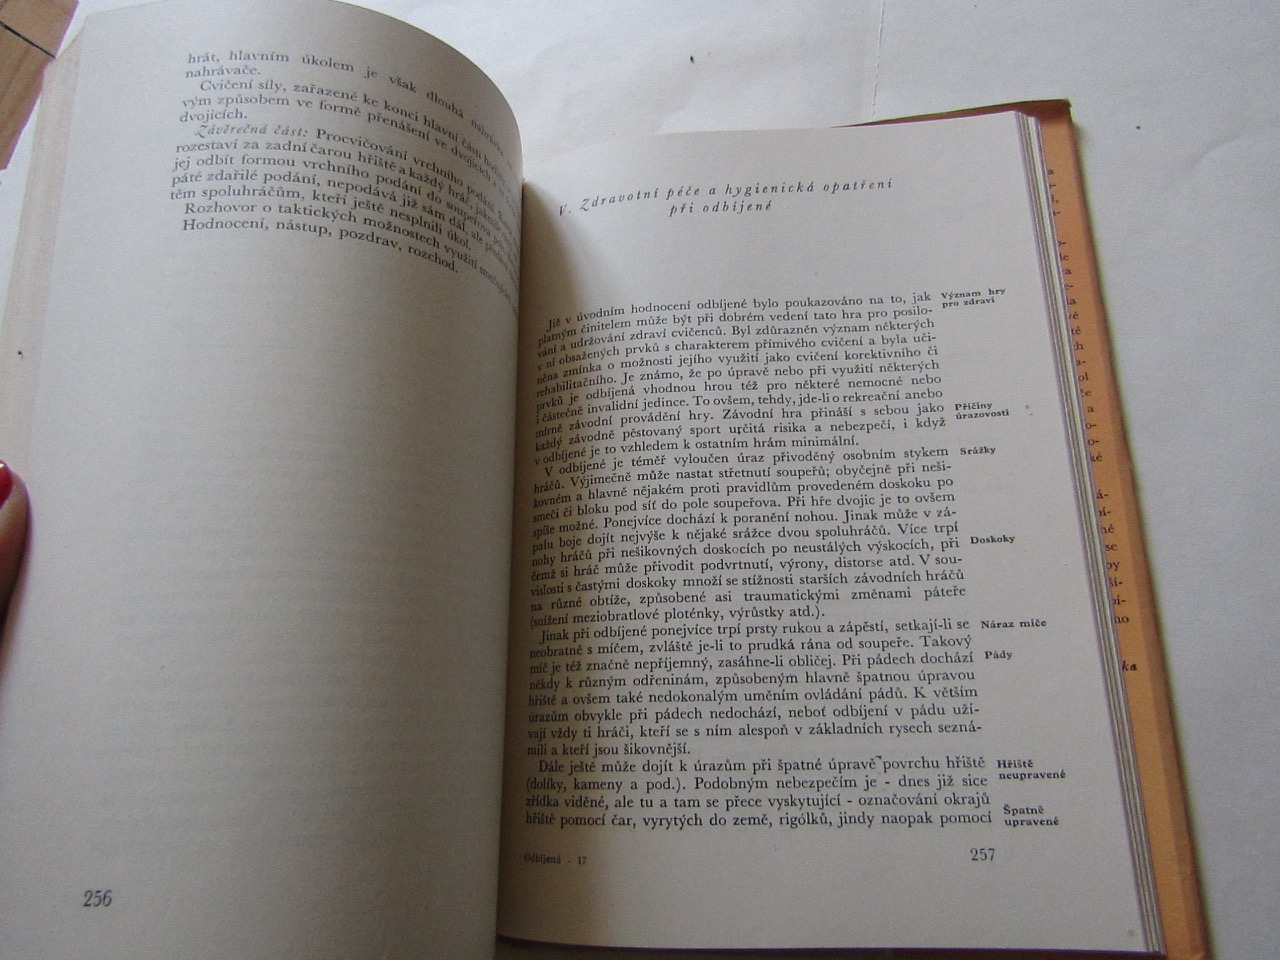 hrát, hlavním úkolem je však dlouhá
nahrávače.
Cvičení síly, zařazené ke konci hlavní části
vým způsobem ve formě přenášení ve dvojicích
dvojicích.
Závěrečná část: Procvičování vrchního podání.
rozestaví za zadní čarou hřiště a každý hráč,
jej odbít formou vrchního podání do soupeřova
páté zdařilé podání, nepodává již sám dál, ale
těm spoluhráčům, kteří ještě nesplnili úkol.
Rozhovor o taktických možnostech využití
Hodnocení, nástup, pozdrav, rozchod.
256
V. Zdravotní péče a hygienická opatření
při odbíjené
Již v úvodním hodnocení odbíjené bylo poukazováno na to, jak
platným činitelem může být při dobrém vedení tato hra pro posilo-
vání a udržování zdraví cvičenců. Byl zdůrazněn význam některých
v ní obsažených prvků s charakterem přímivého cvičení a byla uči-
něna zmínka o možnosti jejího využití jako cvičení korektivního či
rehabilitačního. Je známo, že po úpravě nebo při využití některých
prvků je odbíjená vhodnou hrou též pro některé nemocné nebo
i částečně invalidní jedince. To ovšem, tehdy, jde-li o rekreační anebo
mírně závodní provádění hry. Závodní hra přináší s sebou jako
každý závodně pěstovaný sport určitá risika a nebezpečí, i když
v odbíjené je to vzhledem k ostatním hrám minimální.
V odbíjené je téměř vyloučen úraz přivoděný osobním stykem
hráčů. Výjimečně může nastat střetnutí soupeřů; obyčejně při neši-
kovném a hlavně nějakém proti pravidlům provedeném doskoku po
smeči či bloku pod síť do pole soupeřova. Při hře dvojic je to ovšem
spíše možné. Ponejvíce dochází k poranění nohou. Jinak může v zá-
palu boje dojít nejvýše k nějaké srážce dvou spoluhráčů. Více trpí
nohy hráčů při nešikovných doskocích po neustálých výskocích, při
čemž si hráč může přivodit podvrtnutí, výrony, distorse atd. V sou-
vislosti s častými doskoky množí se stížnosti starších závodních hráčů
na různé obtíže, způsobené asi traumatickými změnami páteře
(snížení meziobratlové ploténky, výrůstky atd.).
Jinak při odbíjené ponejvíce trpí prsty rukou a zápěstí, setkají-li se
neobratně s míčem, zvláště je-li to prudká rána od soupeře. Takový
míč je též značně nepříjemný, zasáhne-li obličej. Při pádech dochází
někdy k různým odřeninám, způsobeným hlavně špatnou úpravou
hřiště a ovšem také nedokonalým uměním ovládání pádů. K větším
úrazům obvykle při pádech nedochází, neboť odbíjení v pádu uží-
vají vždy ti hráči, kteří se s ním alespoň v základních rysech sezná-
mili a kteří jsou šikovnější.
Dále ještě může dojít k úrazům při špatné úpravě povrchu hřiště
(dolíky, kameny a pod.). Podobným nebezpečím je - dnes již sice
zřídka viděné, ale tu a tam se přece vyskytující - označování okrajů
hřiště pomocí čar, vyrytých do země, rigólků, jindy naopak pomocí
Význam hry
pro zdraví
Příčiny
úrazovosti
Srážky
Doskoky
Náraz míče
Pády
Hřiště
neupravené
Špatně
upravené
Odbíjená - 17
257